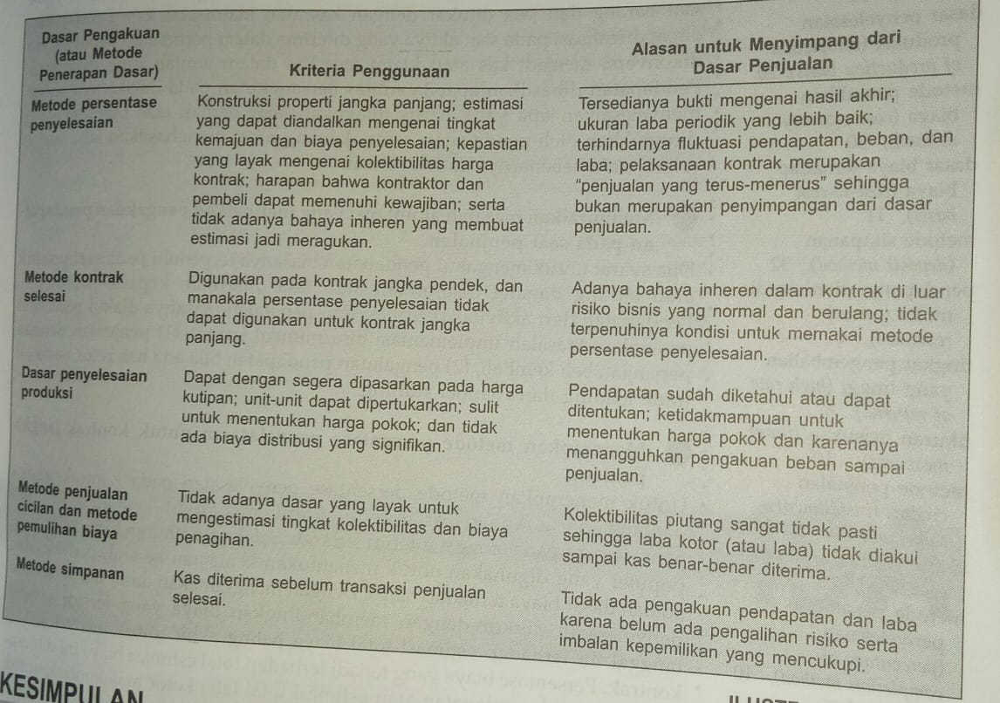 Dasar Pengakuan
(atau Metode
Penerapan Dasar)
Kriteria Penggunaan
Alasan untuk Menyimpang dari
Dasar Penjualan
Metode persentase
penyelesaian
Konstruksi properti jangka panjang; estimasi
yang dapat diandalkan mengenai tingkat
kemajuan dan biaya penyelesaian; kepastian
yang layak mengenai kolektibilitas harga
kontrak; harapan bahwa kontraktor dan
pembeli dapat memenuhi kewajiban; serta
tidak adanya bahaya inheren yang membuat
estimasi jadi meragukan.
Tersedianya bukti mengenai hasil akhir;
ukuran laba periodik yang lebih baik;
terhindarnya fluktuasi pendapatan, beban, dan
laba; pelaksanaan kontrak merupakan
“penjualan yang terus-menerus” sehingga
bukan merupakan penyimpangan dari dasar
penjualan.
Metode kontrak
selesai
Digunakan pada kontrak jangka pendek, dan
manakala persentase penyelesaian tidak
dapat digunakan untuk kontrak jangka
panjang.
Adanya bahaya inheren dalam kontrak di luar
risiko bisnis yang normal dan berulang; tidak
terpenuhinya kondisi untuk memakai metode
persentase penyelesaian.
Dasar penyelesaian
produksi
Dapat dengan segera dipasarkan pada harga
kutipan; unit-unit dapat dipertukarkan; sulit
untuk menentukan harga pokok; dan tidak
ada biaya distribusi yang signifikan.
Pendapatan sudah diketahui atau dapat
ditentukan; ketidakmampuan untuk
menentukan harga pokok dan karenanya
menangguhkan pengakuan beban sampai
penjualan.
Metode penjualan
cicilan dan metode
pemulihan biaya
Tidak adanya dasar yang layak untuk
mengestimasi tingkat kolektibilitas dan biaya
penagihan.
Kolektibilitas piutang sangat tidak pasti
sehingga laba kotor (atau laba) tidak diakui
sampai kas benar-benar diterima.
Metode simpanan
Kas diterima sebelum transaksi penjualan
selesai.
Tidak ada pengakuan pendapatan dan laba
karena belum ada pengalihan risiko serta
imbalan kepemilikan yang mencukupi.
KESIMPULAN